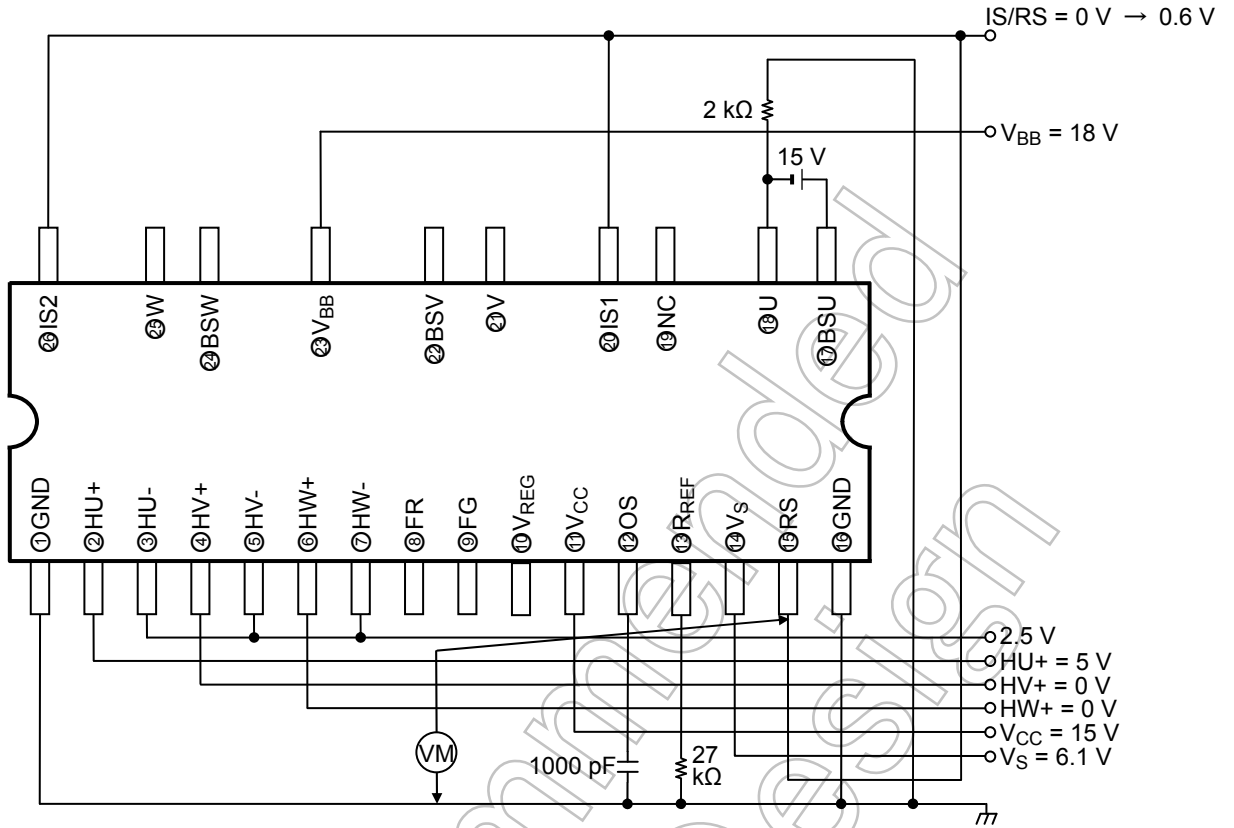 IS/RS = 0 V → 0.6 V
2 kΩ
V_BB = 18 V
15 V
㉖IS2
㉕W
㉔BSW
㉓V_BB
㉒BSV
㉑V
⑳IS1
⑲NC
⑱U
⑰BSU
①GND
②HU+
③HU-
④HV+
⑤HV-
⑥HW+
⑦HW-
⑧FR
⑨FG
⑩V_REG
⑪V_CC
⑫OS
⑬R_REF
⑭V_S
⑮RS
⑯GND
2.5 V
HU+ = 5 V
HV+ = 0 V
HW+ = 0 V
V_CC = 15 V
V_S = 6.1 V
VM
1000 pF
27
kΩ
mmended
esign